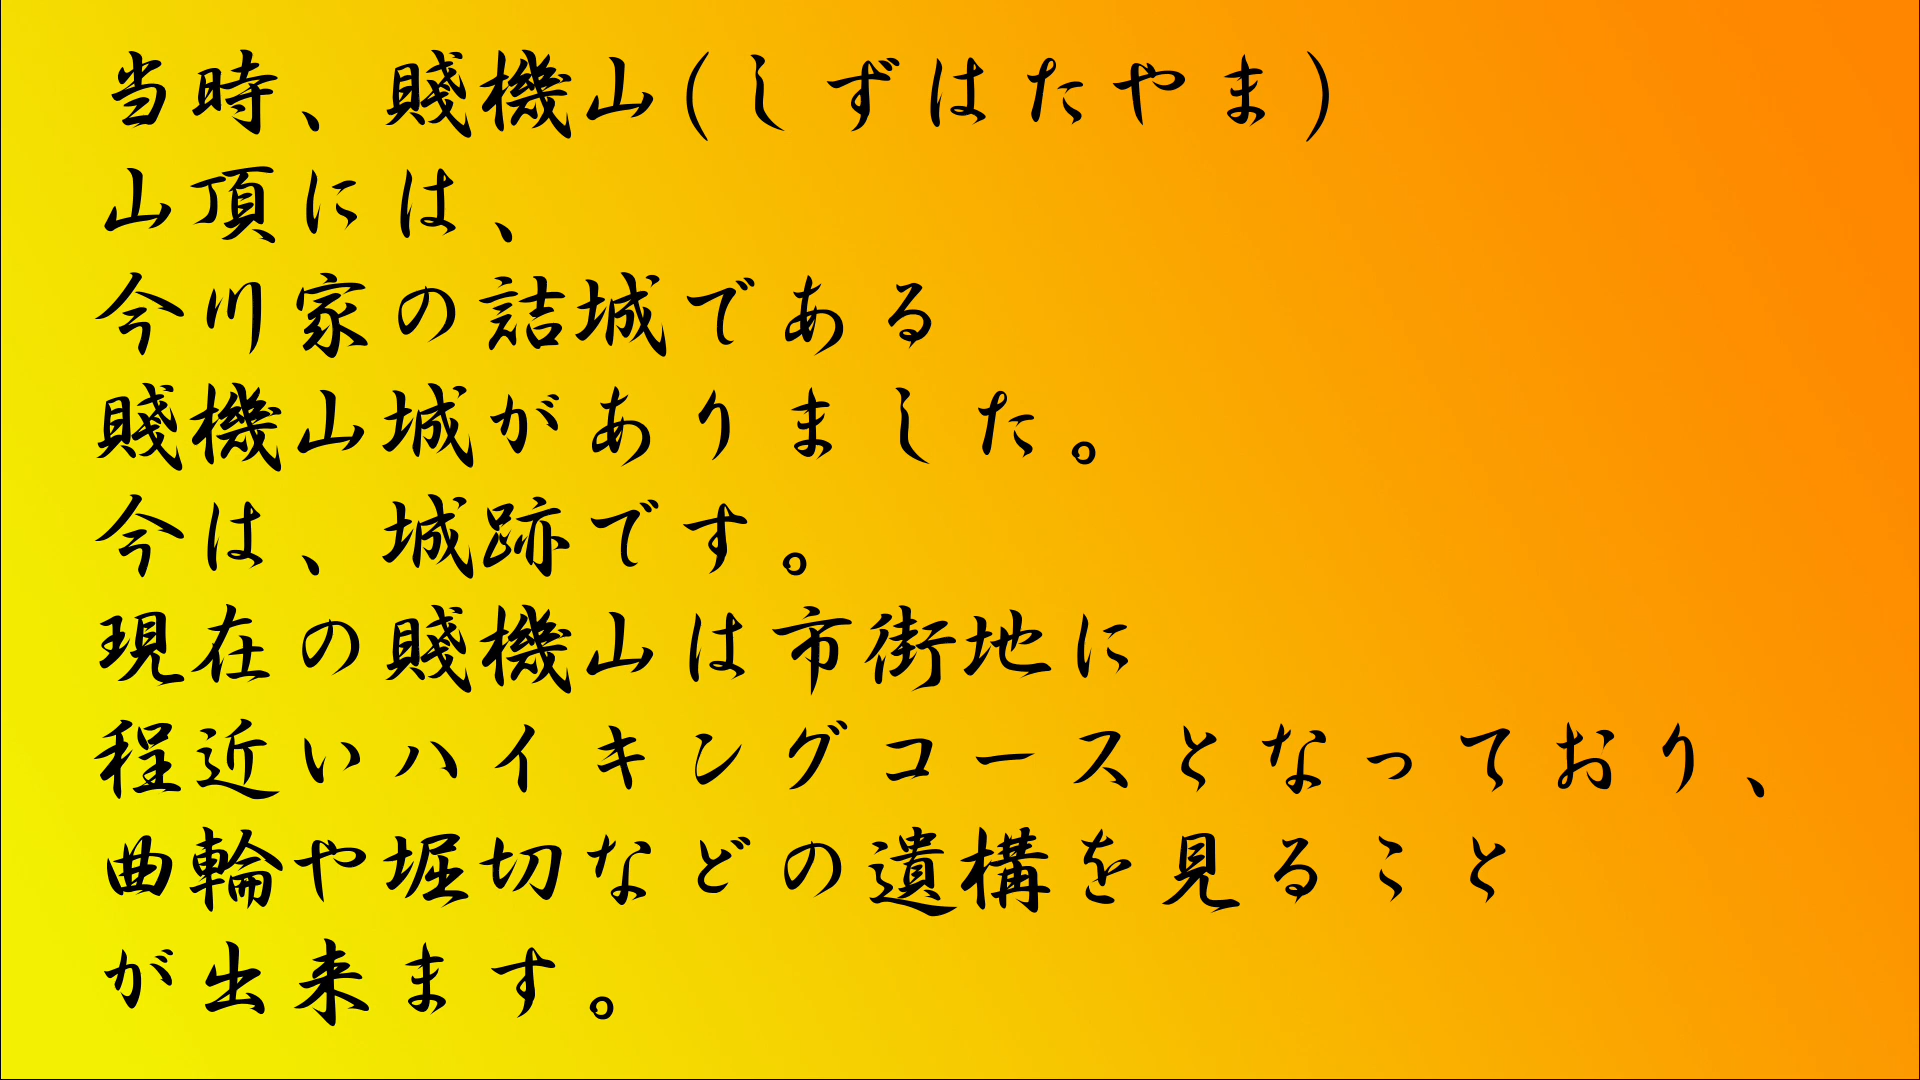 当時、賤機山(しずはたやま)
山頂には、
今川家の詰城である
賤機山城がありました。
今は、城跡です。
現在の賤機山は市街地に
程近いハイキングコースとなっており、
曲輪や堀切などの遺構を見ること
が出来ます。